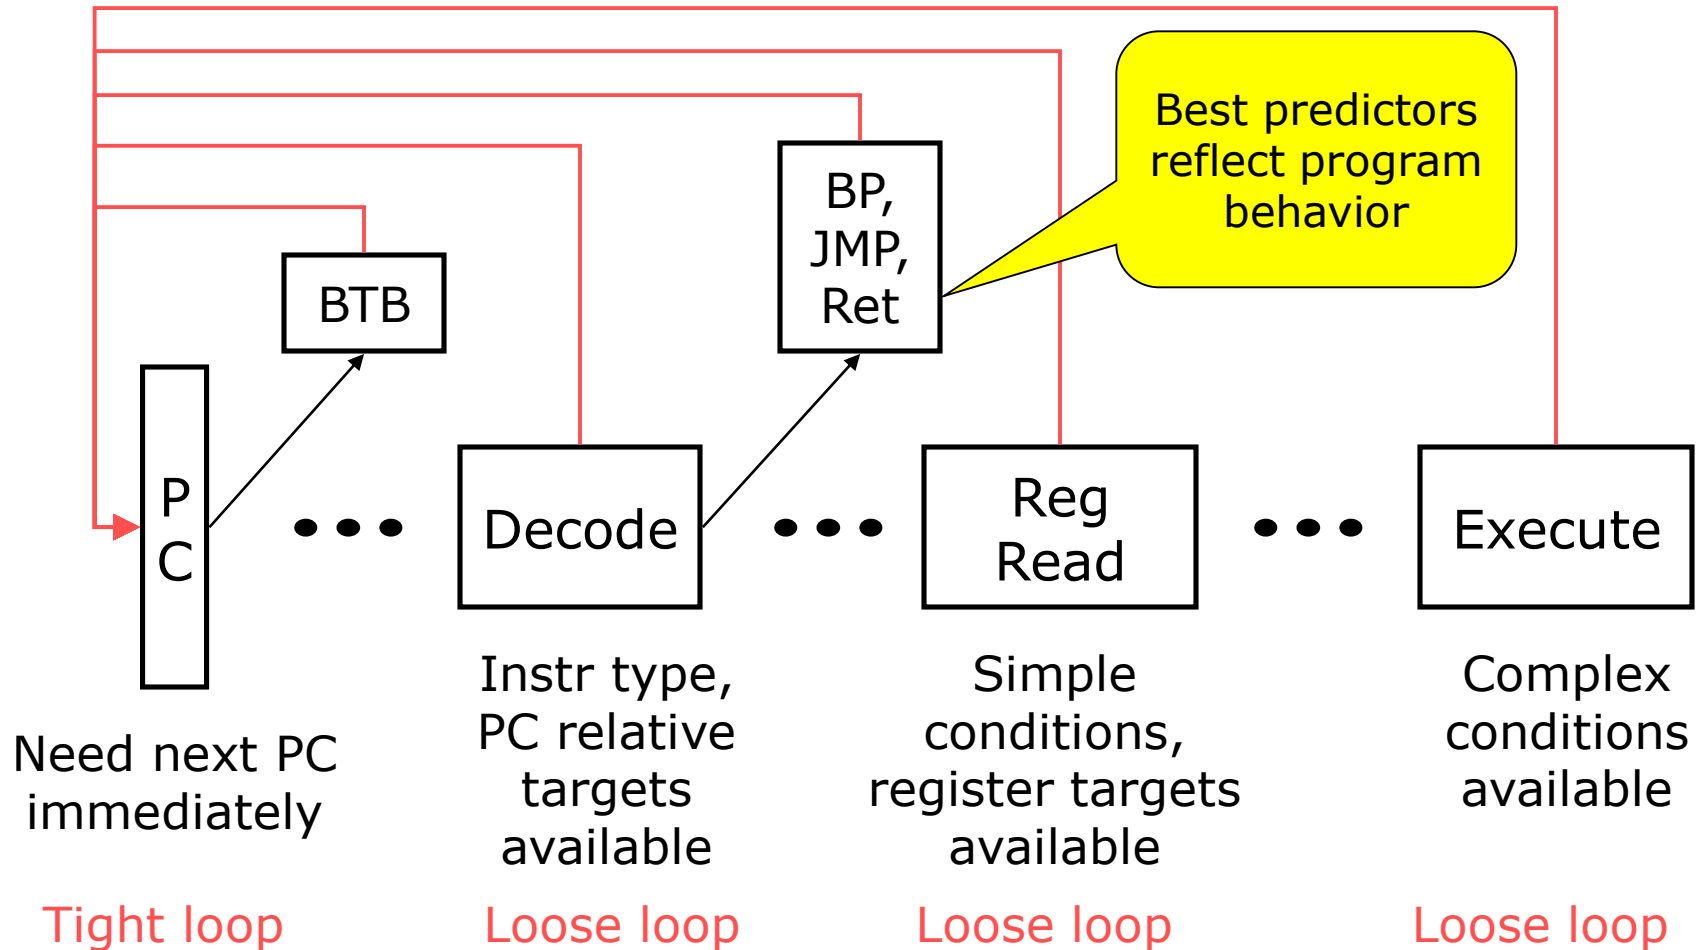 Best predictors
reflect program
behavior
BP,
JMP,
Ret
BTB
P
C
Decode
Reg
Read
Execute
Need next PC
immediately
Instr type,
PC relative
targets
available
Simple
conditions,
register targets
available
Complex
conditions
available
Tight loop
Loose loop
Loose loop
Loose loop